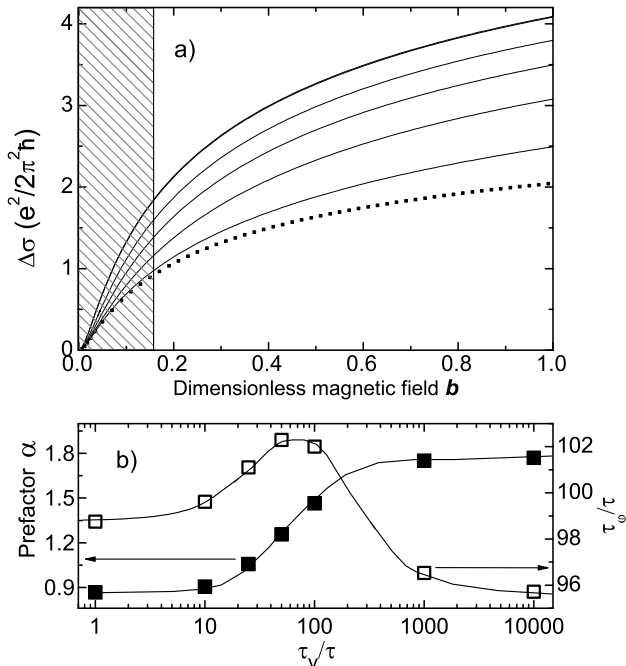 a)
Δσ (e²/2π²ħ)
4
3
2
1
0
0.0 0.2 0.4 0.6 0.8 1.0
Dimensionless magnetic field b
b)
Prefactor α
1.8
1.5
1.2
0.9
102
100
98
96
τφ/τ
1 10 100 1000 10000
τv/τ